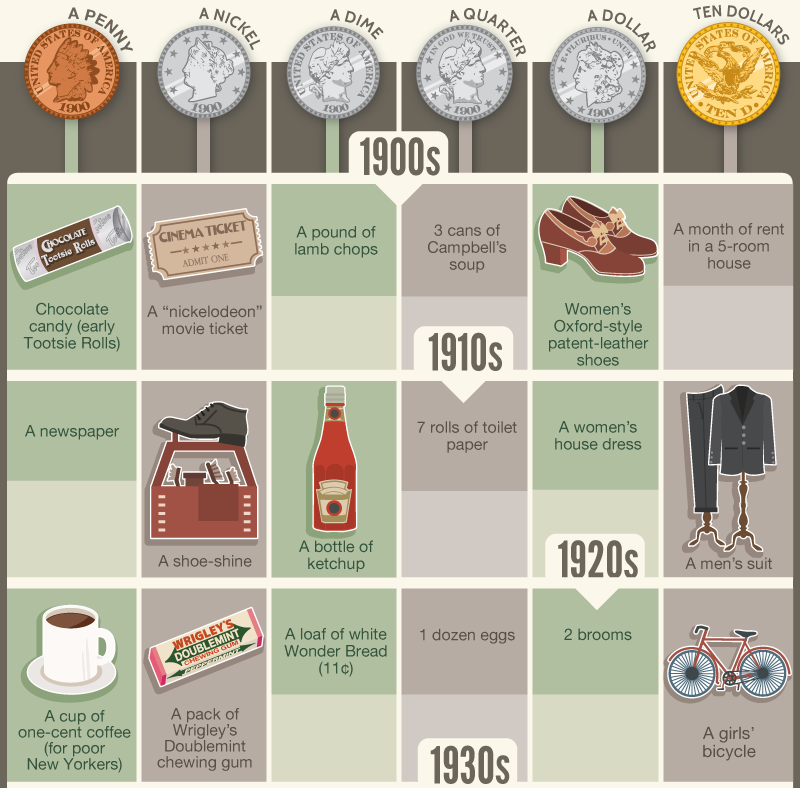 A PENNY
A NICKEL
A DIME
A QUARTER
A DOLLAR
TEN DOLLARS
UNITED STATES OF AMERICA
1900
1900
UNITED STATES OF AMERICA
1900
IN GOD WE TRUST
1900
E·PLURIBUS·UNUM
1900
STATES OF AMERICA
TEN D.
1900s
CHOCOLATE
Tootsie Rolls
Chocolate
candy (early
Tootsie Rolls)
CINEMA TICKET
ADMIT ONE
A “nickelodeon”
movie ticket
A pound of
lamb chops
3 cans of
Campbell’s
soup
Women’s
Oxford-style
patent-leather
shoes
A month of rent
in a 5-room
house
1910s
A newspaper
A shoe-shine
A bottle of
ketchup
7 rolls of toilet
paper
A women’s
house dress
A men’s suit
1920s
A cup of
one-cent coffee
(for poor
New Yorkers)
WRIGLEY'S
DOUBLEMINT
CHEWING GUM
PEPPERMINT
A pack of
Wrigley’s
Doublemint
chewing gum
A loaf of white
Wonder Bread
(11¢)
1 dozen eggs
2 brooms
A girls’
bicycle
1930s